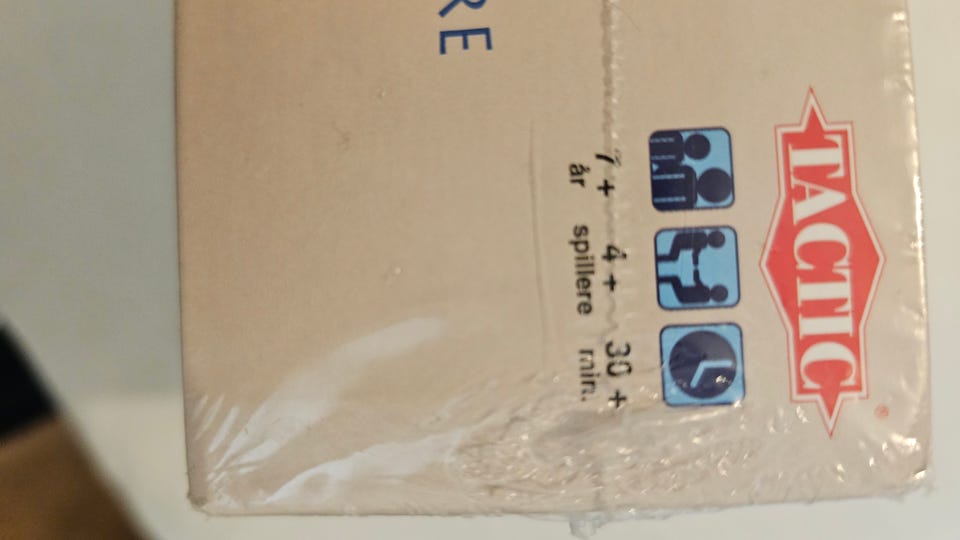 TACTIC
®
7+ 4+ 30+
år spillere min.
RE